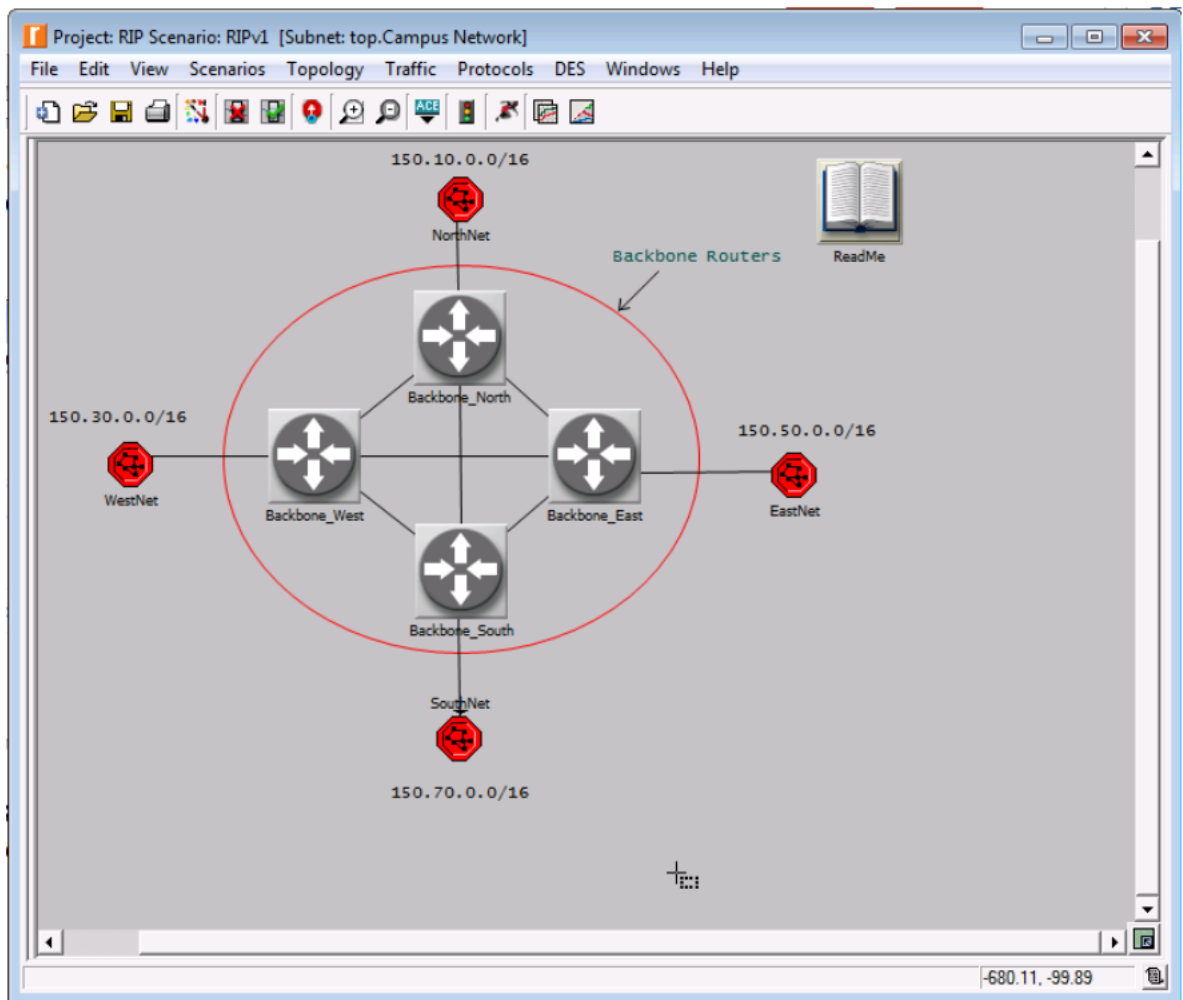 Project: RIP Scenario: RIPv1 [Subnet: top.Campus Network]
File Edit View Scenarios Topology Traffic Protocols DES Windows Help
ACE
150.10.0.0/16
NorthNet
Backbone Routers
ReadMe
Backbone_North
150.30.0.0/16
150.50.0.0/16
WestNet
Backbone_West
Backbone_East
EastNet
Backbone_South
SouthNet
150.70.0.0/16
-680.11, -99.89